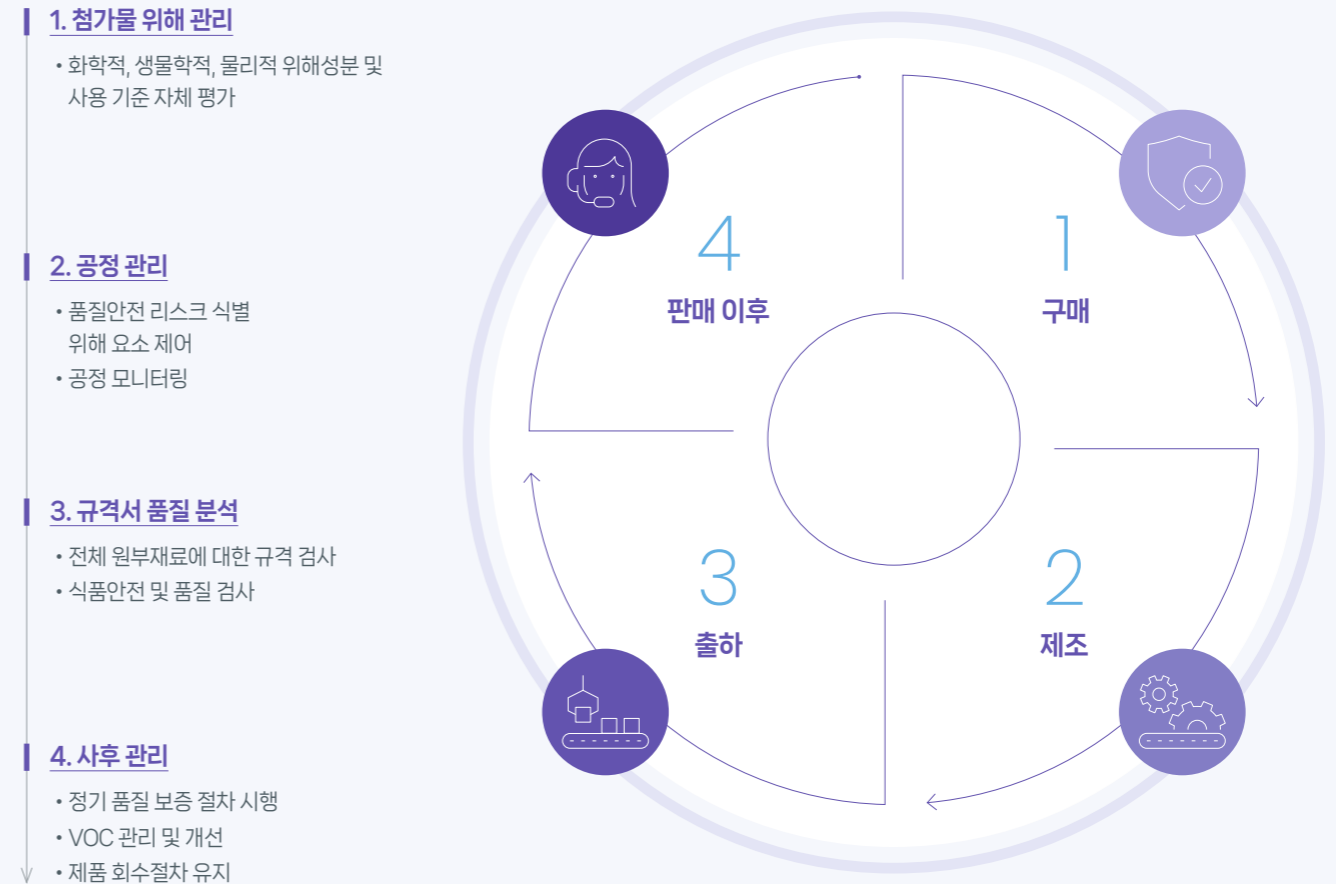 1. 첨가물 위해 관리
• 화학적, 생물학적, 물리적 위해성분 및
사용 기준 자체 평가
2. 공정 관리
• 품질안전 리스크 식별
위해 요소 제어
• 공정 모니터링
3. 규격서 품질 분석
• 전체 원부재료에 대한 규격 검사
• 식품안전 및 품질 검사
4. 사후 관리
• 정기 품질 보증 절차 시행
• VOC 관리 및 개선
• 제품 회수절차 유지
1
구매
2
제조
3
출하
4
판매 이후